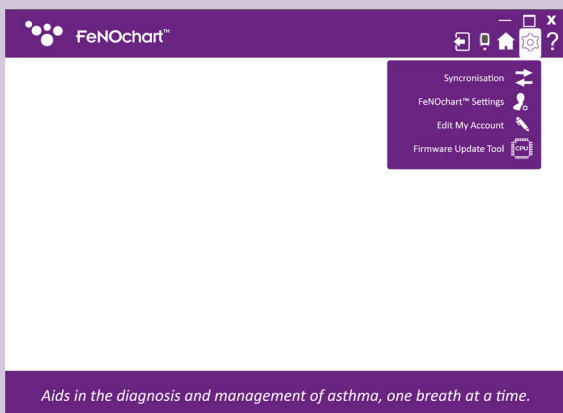 FeNOchart™
Syncronisation
FeNOchart™ Settings
Edit My Account
Firmware Update Tool
CPU
Aids in the diagnosis and management of asthma, one breath at a time.